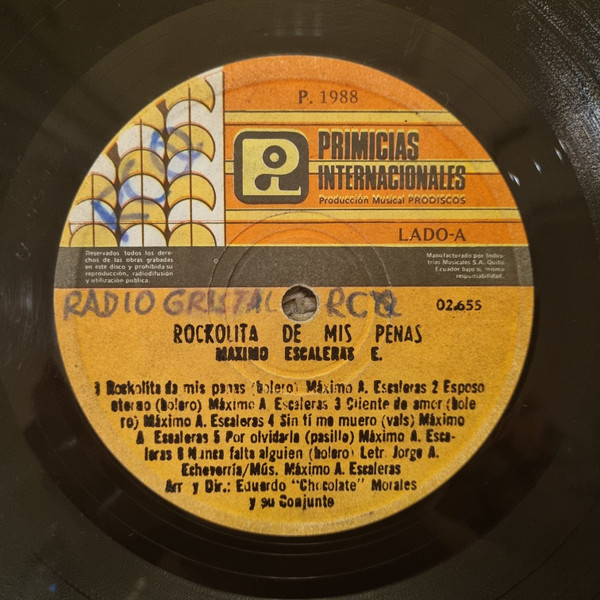 P. 1988
PRIMICIAS
INTERNACIONALES
Producción Musical PRODISCOS
LADO-A
Reservados todos los dere-
chos de las obras grabadas
en este disco y prohibida su
reproducción, radiodifusión
y utilización pública.
Manufacturado por Indus-
trias Musicales S.A. Quito
Ecuador bajo su misma
responsabilidad.
RADIO CRISTAL RCQ
02.655
ROCKOLITA DE MIS PENAS
MAXIMO ESCALERAS E.
1 Rockolita de mis penas (bolero) Máximo A. Escaleras 2 Esposo
eterno (bolero) Máximo A. Escaleras 3 Cliente de amor (bole
ro) Máximo A. Escaleras 4 Sin tí me muero (vals) Máximo
A Escaleras 5 Por olvidarla (pasillo) Máximo A. Esca-
leras 6 Nunca falta alguien (bolero) Letr. Jorge A.
Echeverría/Mús. Máximo A. Escaleras
Arr y Dir.: Eduardo "Chocolate" Morales
y su Conjunto